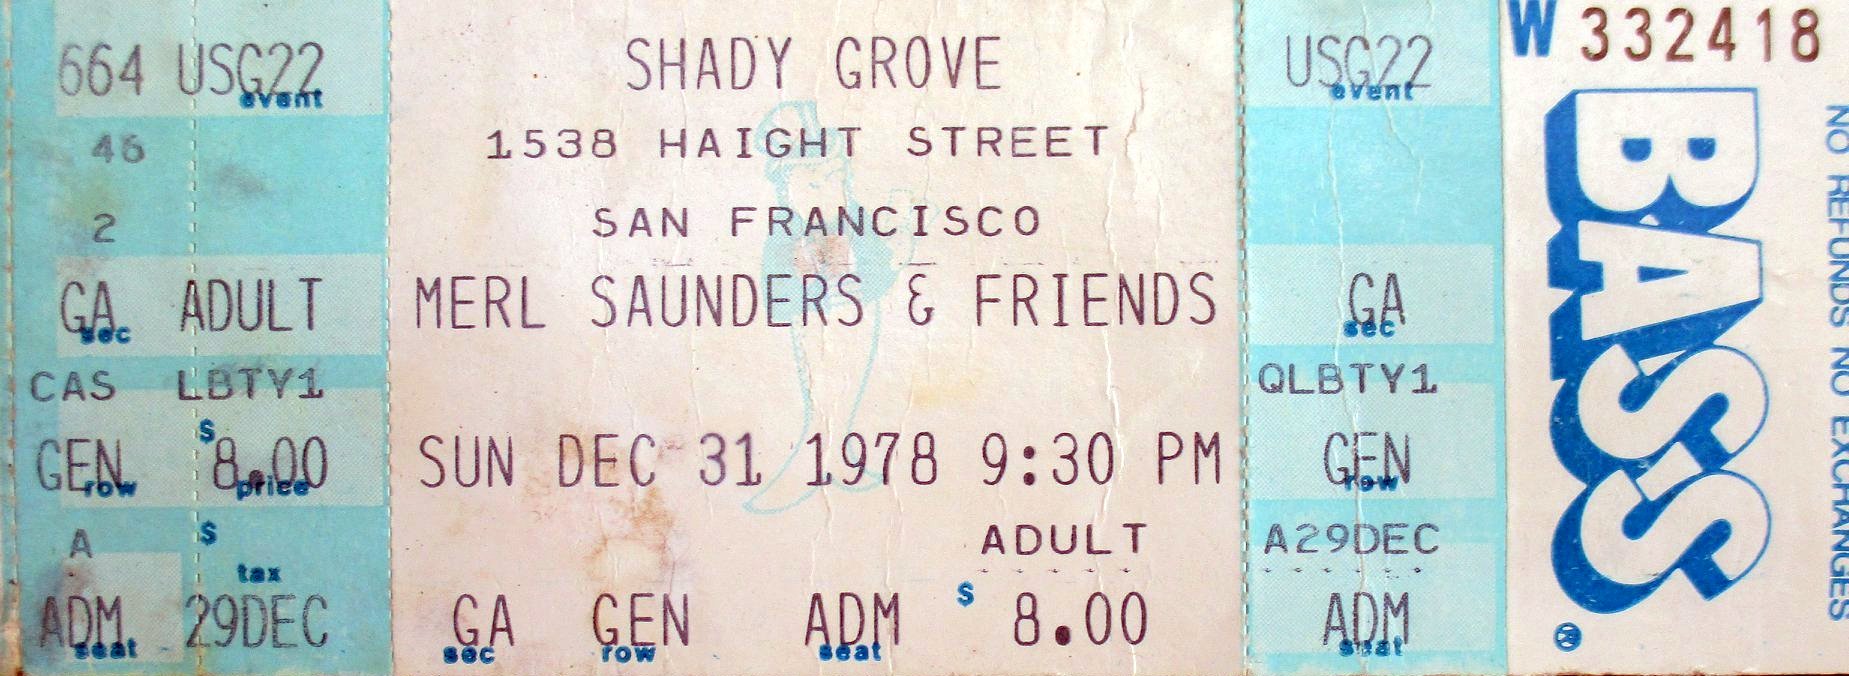 664 USG22
event
46
2
GA ADULT
sec
CAS LBTY1
$
GEN 8.00
row price
A $
tax
ADM 29DEC
seat
SHADY GROVE
1538 HAIGHT STREET
SAN FRANCISCO
MERL SAUNDERS & FRIENDS
SUN DEC 31 1978 9:30 PM
ADULT
GA GEN ADM $ 8.00
sec row seat
USG22
event
GA
sec
QLBTY1
GEN
row
A29DEC
ADM
seat
W 332418
BASS
NO REFUNDS NO EXCHANGES